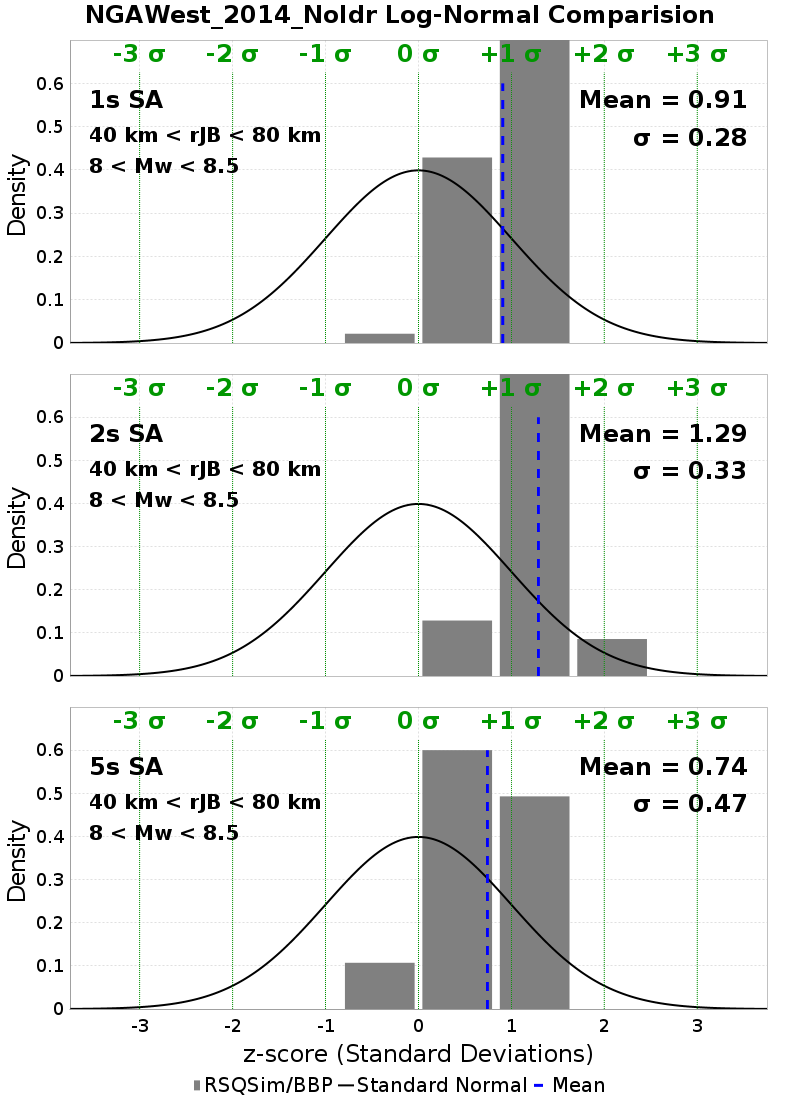 NGAWest_2014_NoIdr Log-Normal Comparision
-3 σ -2 σ -1 σ 0 σ +1 σ +2 σ +3 σ
1s SA
Mean = 0.91
40 km < rJB < 80 km
σ = 0.28
8 < Mw < 8.5
Density
0.6
0.5
0.4
0.3
0.2
0.1
0
-3 σ -2 σ -1 σ 0 σ +1 σ +2 σ +3 σ
2s SA
Mean = 1.29
40 km < rJB < 80 km
σ = 0.33
8 < Mw < 8.5
Density
0.6
0.5
0.4
0.3
0.2
0.1
0
-3 σ -2 σ -1 σ 0 σ +1 σ +2 σ +3 σ
5s SA
Mean = 0.74
40 km < rJB < 80 km
σ = 0.47
8 < Mw < 8.5
Density
0.6
0.5
0.4
0.3
0.2
0.1
0
-3 -2 -1 0 1 2 3
z-score (Standard Deviations)
RSQSim/BBP Standard Normal Mean